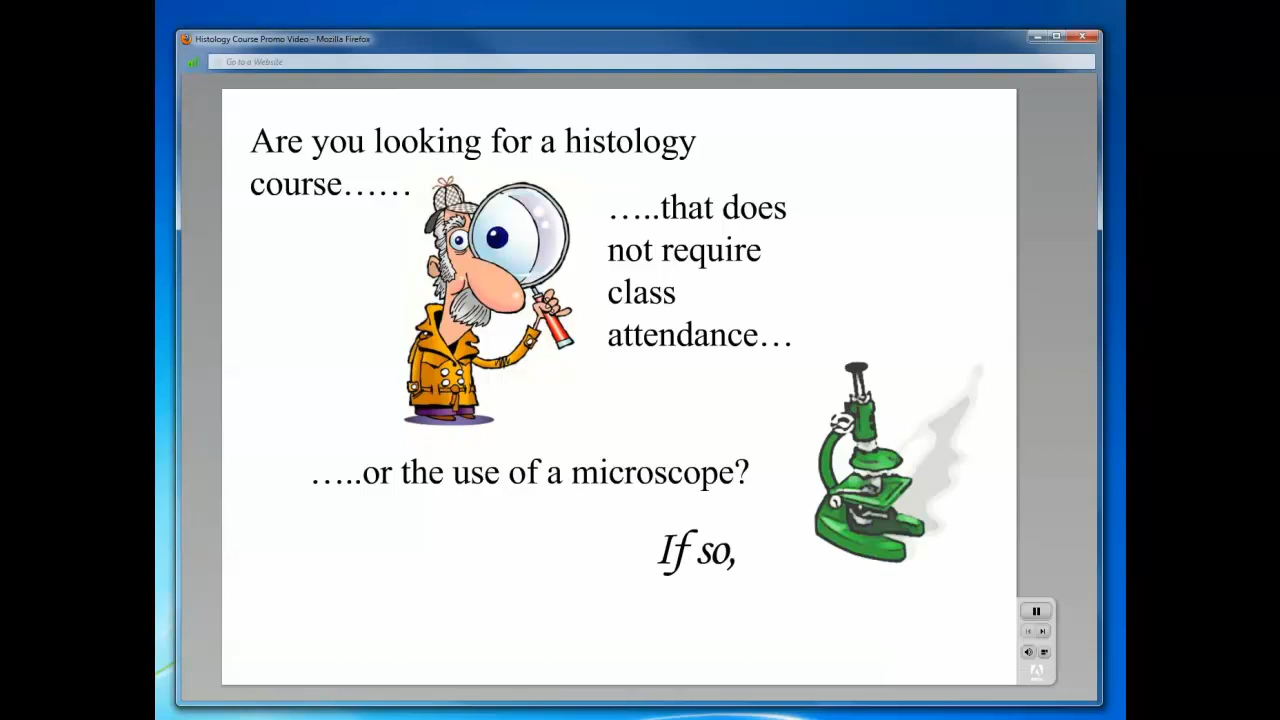 Histology Course Promo Video - Mozilla Firefox
Go to a Website
Are you looking for a histology
course……
…..that does
not require
class
attendance…
…..or the use of a microscope?
If so,